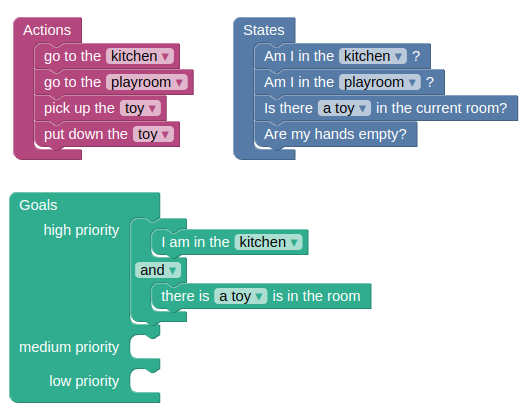 Actions
go to the kitchen ▾
go to the playroom ▾
pick up the toy ▾
put down the toy ▾
States
Am I in the kitchen ▾ ?
Am I in the playroom ▾ ?
Is there a toy ▾ in the current room?
Are my hands empty?
Goals
high priority
I am in the kitchen ▾
and ▾
there is a toy ▾ is in the room
medium priority
low priority